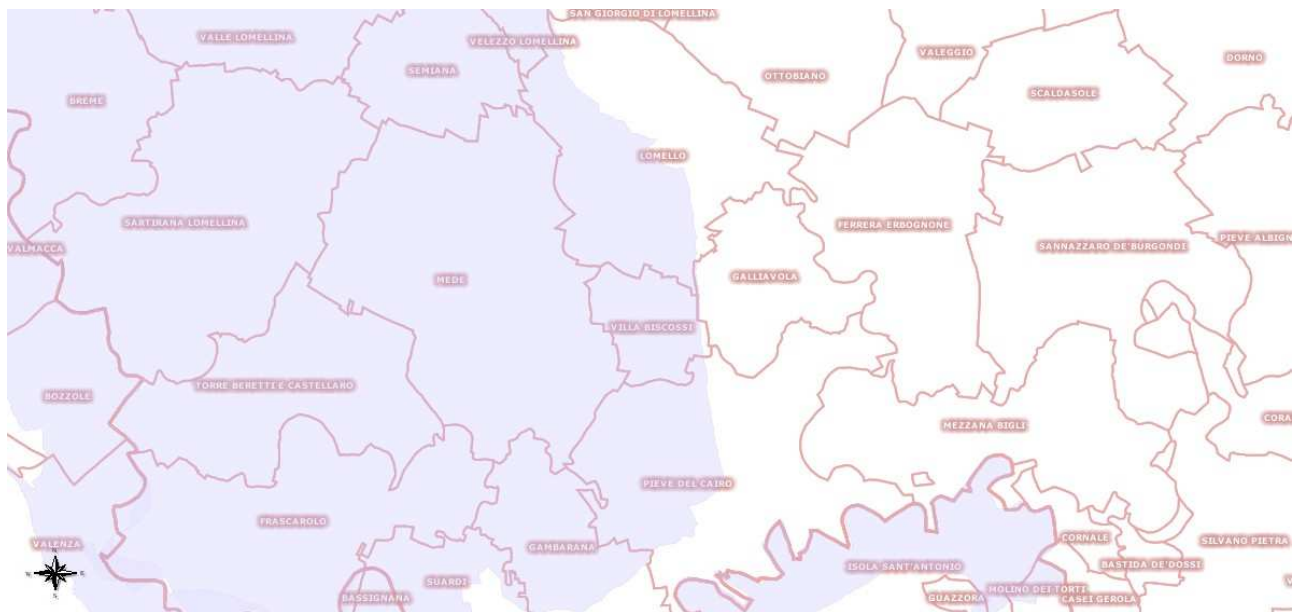 SAN GIORGIO DI LOMELLINA
VALLE LOMELLINA
VELEZZO LOMELLINA
VALEGGIO
DORNO
SEMIANA
OTTOBIANO
SCALDASOLE
BREME
LOMELLO
SARTIRANA LOMELLINA
FERRERA ERBOGNONE
PIEVE ALBIGN
VALMACCA
SANNAZZARO DE'BURGONDI
MEDE
GALLIAVOLA
VILLA BISCOSSI
TORRE BERETTI E CASTELLARO
BOZZOLE
CORA
MEZZANA BIGLI
PIEVE DEL CAIRO
FRASCAROLO
VALENZA
GAMBARANA
CORNALE
SILVANO PIETRA
ISOLA SANT'ANTONIO
BASTIDA DE'DOSSI
SUARDI
V
BASSIGNANA
GUAZZORA
MOLINO DEI TORTI
CASEI GEROLA